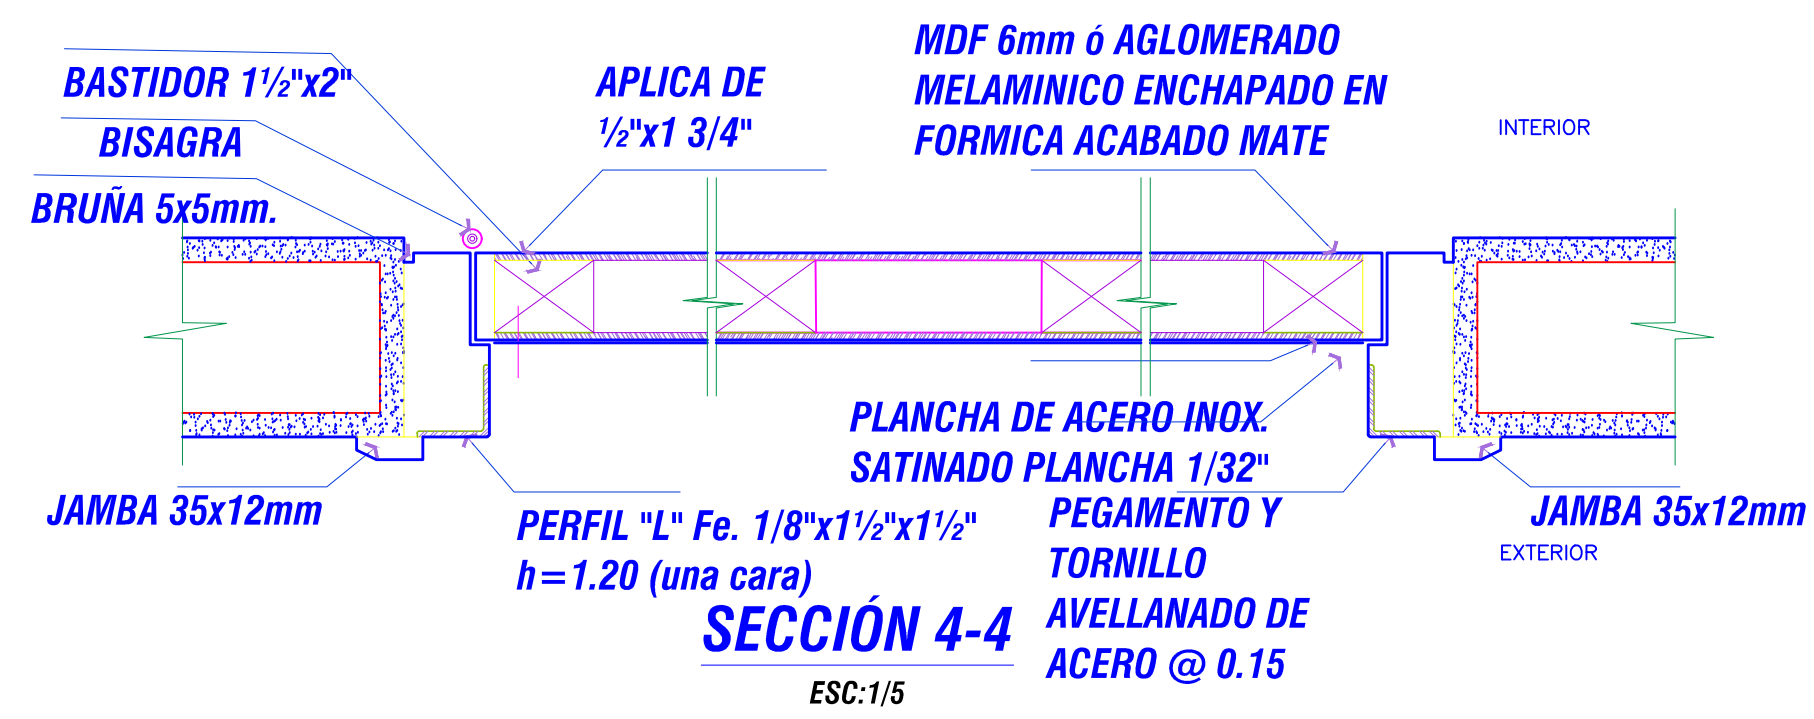 MDF 6mm ó AGLOMERADO
MELAMINICO ENCHAPADO EN
FORMICA ACABADO MATE
BASTIDOR 1½"x2"
APLICA DE
½"x1 3/4"
INTERIOR
BISAGRA
BRUÑA 5x5mm.
PLANCHA DE ACERO INOX.
SATINADO PLANCHA 1/32"
JAMBA 35x12mm
PERFIL "L" Fe. 1/8"x1½"x1½"
h=1.20 (una cara)
PEGAMENTO Y
TORNILLO
AVELLANADO DE
ACERO @ 0.15
JAMBA 35x12mm
EXTERIOR
SECCIÓN 4-4
ESC:1/5